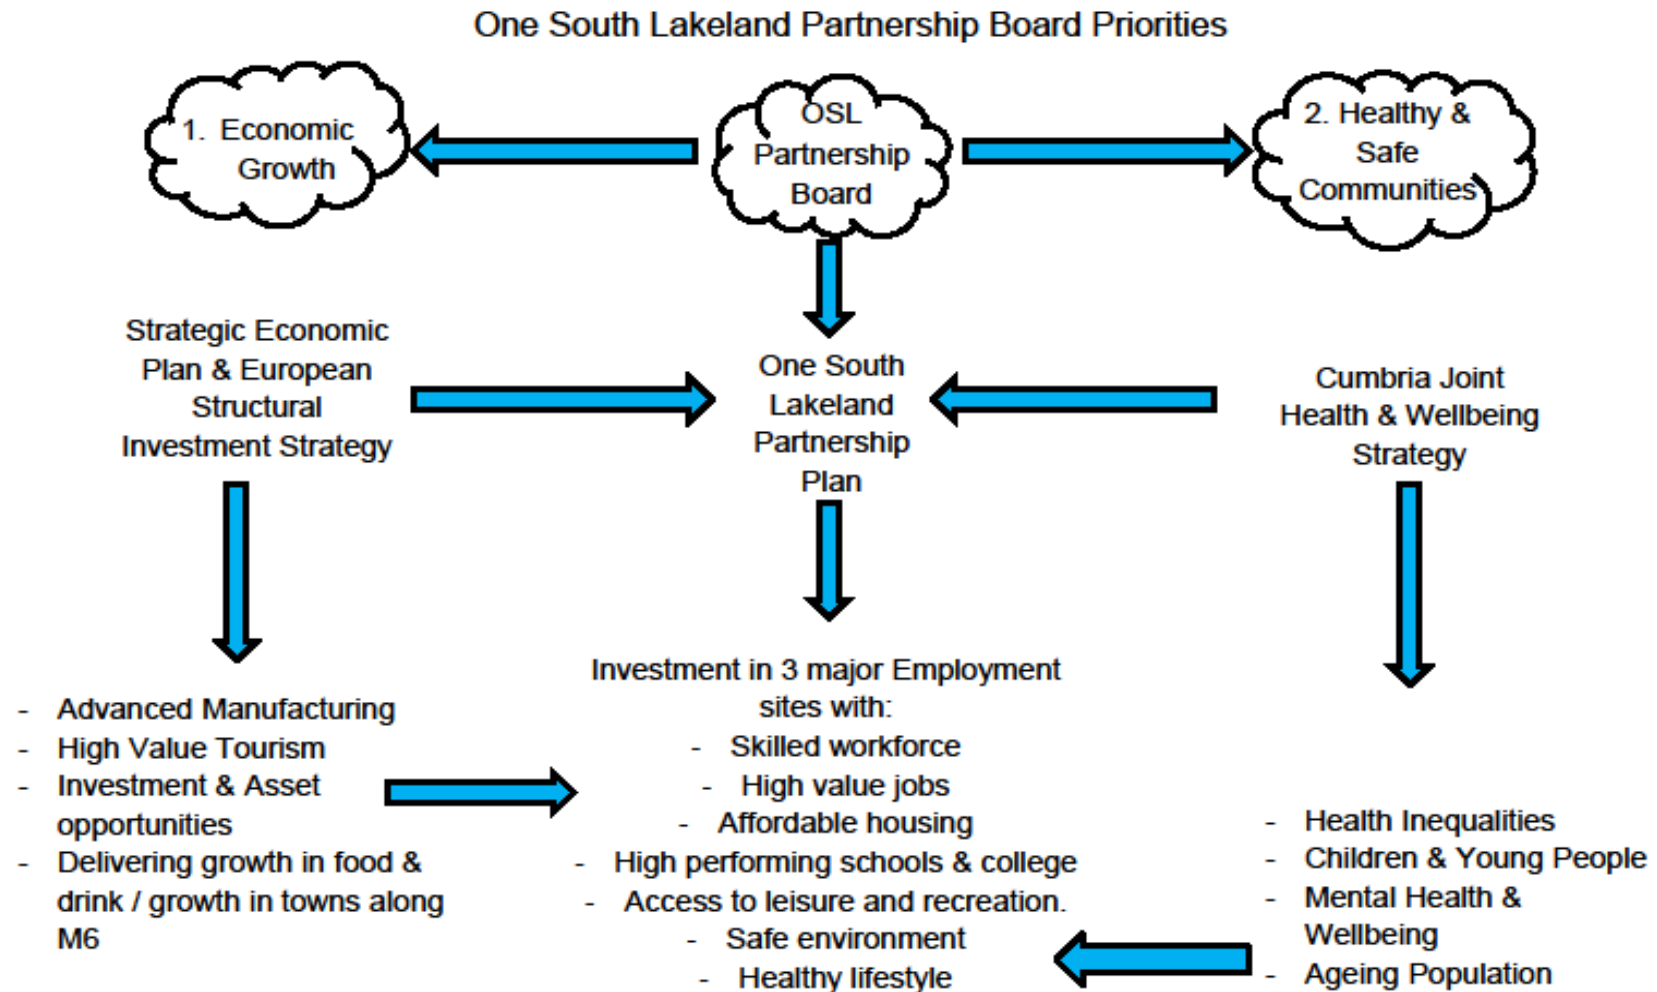 One South Lakeland Partnership Board Priorities
1. Economic
Growth
OSL
Partnership
Board
2. Healthy &
Safe
Communities
Strategic Economic
Plan & European
Structural
Investment Strategy
One South
Lakeland
Partnership
Plan
Cumbria Joint
Health & Wellbeing
Strategy
- Advanced Manufacturing
- High Value Tourism
- Investment & Asset
opportunities
- Delivering growth in food &
drink / growth in towns along
M6
Investment in 3 major Employment
sites with:
- Skilled workforce
- High value jobs
- Affordable housing
- High performing schools & college
- Access to leisure and recreation.
- Safe environment
- Healthy lifestyle
- Health Inequalities
- Children & Young People
- Mental Health &
Wellbeing
- Ageing Population